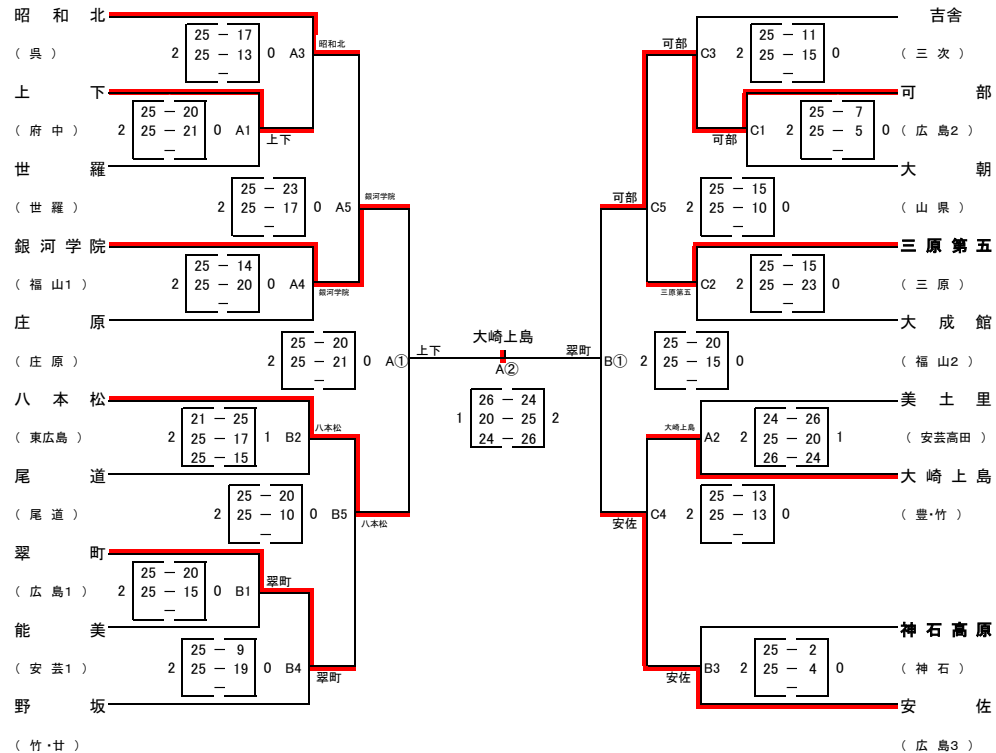 昭和北
25 － 17
（ 呉 ） 2 25 － 13 0 A3 昭和北
－
上下
25 － 20
（ 府中 ） 2 25 － 21 0 A1
－ 上下
世羅
25 － 23 銀河学院
（ 世羅 ） 2 25 － 17 0 A5
－
銀河学院
25 － 14
（ 福山1 ） 2 25 － 20 0 A4
－ 銀河学院
庄原
25 － 20 上下
（ 庄原 ） 2 25 － 21 0 A①
－
八本松
21 － 25 八本松
（ 東広島 ） 2 25 － 17 1 B2
25 － 15
尾道
25 － 20
（ 尾道 ） 2 25 － 10 0 B5
－ 八本松
翠町
25 － 20 翠町
（ 広島1 ） 2 25 － 15 0 B1
－
能美
25 － 9
（ 安芸1 ） 2 25 － 19 0 B4
－ 翠町
野坂
（ 竹・廿 ）
大崎上島
A②
26 － 24
1 20 － 25 2
24 － 26
吉舎
可部 25 － 11
C3 2 25 － 15 0 （ 三次 ）
－
可部
25 － 7
C1 2 25 － 5 0 （ 広島2 ）
可部 －
大朝
可部 25 － 15
C5 2 25 － 10 0 （ 山県 ）
－
三原第五
25 － 15
C2 2 25 － 23 0 （ 三原 ）
三原第五 －
大成館
翠町 25 － 20
B① 2 25 － 15 0 （ 福山2 ）
－
美土里
大崎上島 24 － 26
A2 2 25 － 20 1 （ 安芸高田 ）
26 － 24
大崎上島
25 － 13
C4 2 25 － 13 0 （ 豊・竹 ）
安佐 －
神石高原
25 － 2
B3 2 25 － 4 0 （ 神石 ）
安佐 －
安佐
（ 広島3 ）